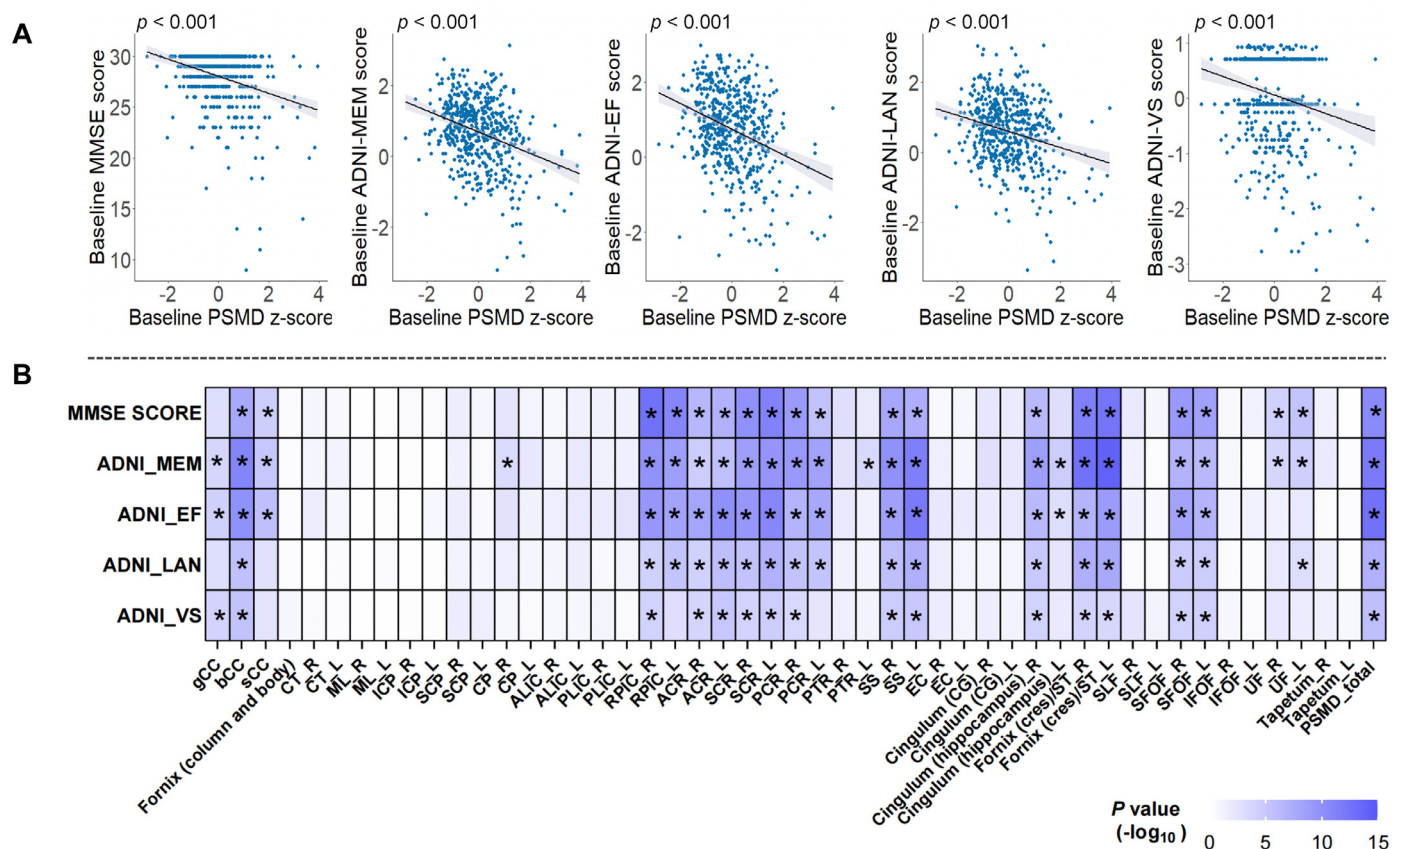 A
p < 0.001
p < 0.001
p < 0.001
p < 0.001
p < 0.001
Baseline MMSE score
30
25
20
15
10
-2 0 2 4
Baseline PSMD z-score
Baseline ADNI-MEM score
2
0
-2
-2 0 2 4
Baseline PSMD z-score
Baseline ADNI-EF score
2
0
-2
-2 0 2 4
Baseline PSMD z-score
Baseline ADNI-LAN score
2
0
-2
-2 0 2 4
Baseline PSMD z-score
Baseline ADNI-VS score
1
0
-1
-2
-3
-2 0 2 4
Baseline PSMD z-score
B
MMSE SCORE * * * * * * * * * * * * * * * * * * * * *
ADNI_MEM * * * * * * * * * * * * * * * * * * * * * * * *
ADNI_EF * * * * * * * * * * * * * * * * * * * *
ADNI_LAN * * * * * * * * * * * * * * * * * *
ADNI_VS * * * * * * * * * * * * * * * *
gCC
bCC
sCC
Fornix (column and body)
CT_R
CT_L
ML_R
ML_L
ICP_R
ICP_L
SCP_R
SCP_L
CP_R
CP_L
ALIC_R
ALIC_L
PLIC_R
PLIC_L
RPIC_R
RPIC_L
ACR_R
ACR_L
SCR_R
SCR_L
PCR_R
PCR_L
PTR_R
PTR_L
SS_R
SS_L
EC_R
EC_L
Cingulum (CG)_R
Cingulum (CG)_L
Cingulum (hippocampus)_R
Cingulum (hippocampus)_L
Fornix (cres)/ST_R
Fornix (cres)/ST_L
SLF_R
SLF_L
SFOF_R
SFOF_L
IFOF_R
IFOF_L
UF_R
UF_L
Tapetum_R
Tapetum_L
PSMD_total
P value
(-log10)
0 5 10 15